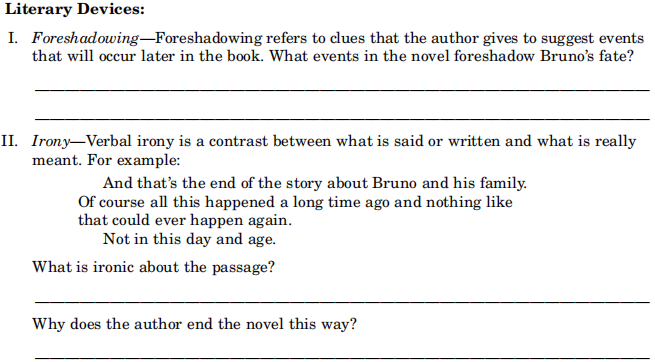 Literary Devices:
I. Foreshadowing—Foreshadowing refers to clues that the author gives to suggest events
that will occur later in the book. What events in the novel foreshadow Bruno's fate?
II. Irony—Verbal irony is a contrast between what is said or written and what is really
meant. For example:
And that's the end of the story about Bruno and his family.
Of course all this happened a long time ago and nothing like
that could ever happen again.
Not in this day and age.
What is ironic about the passage?
Why does the author end the novel this way?